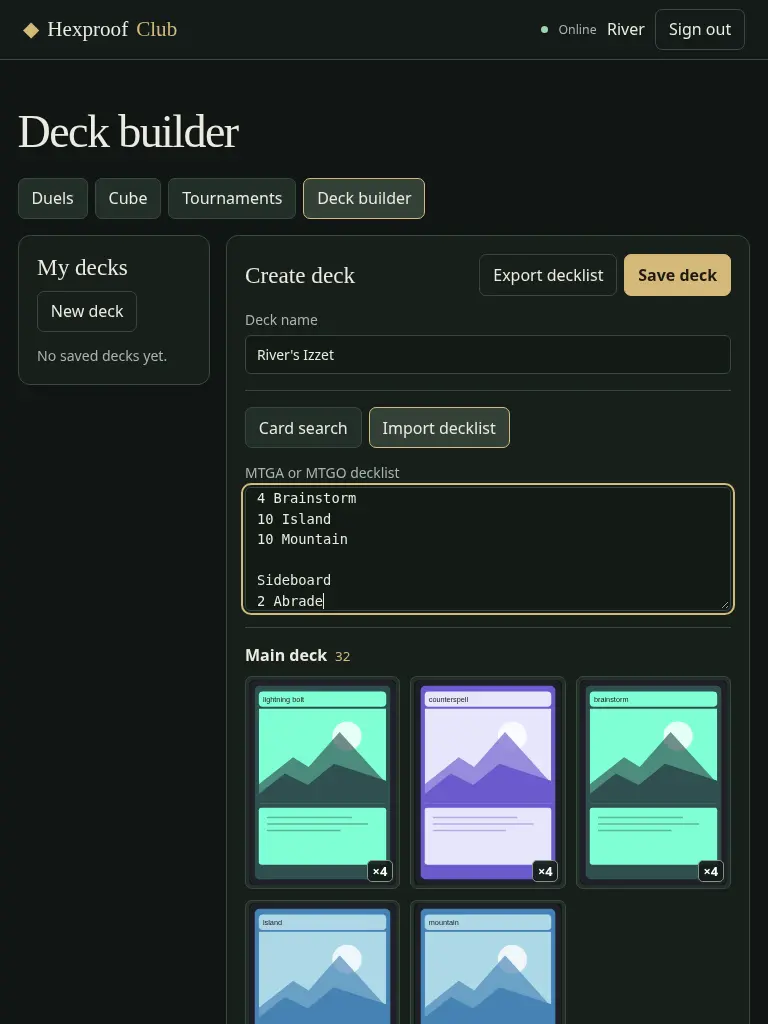 Hexproof Club
Online River Sign out
Deck builder
Duels Cube Tournaments Deck builder
My decks
New deck
No saved decks yet.
Create deck
Export decklist Save deck
Deck name
River's Izzet
Card search Import decklist
MTGA or MTGO decklist
4 Brainstorm
10 Island
10 Mountain
Sideboard
2 Abrade
Main deck 32
lightning bolt
×4
counterspell
×4
brainstorm
×4
island
mountain